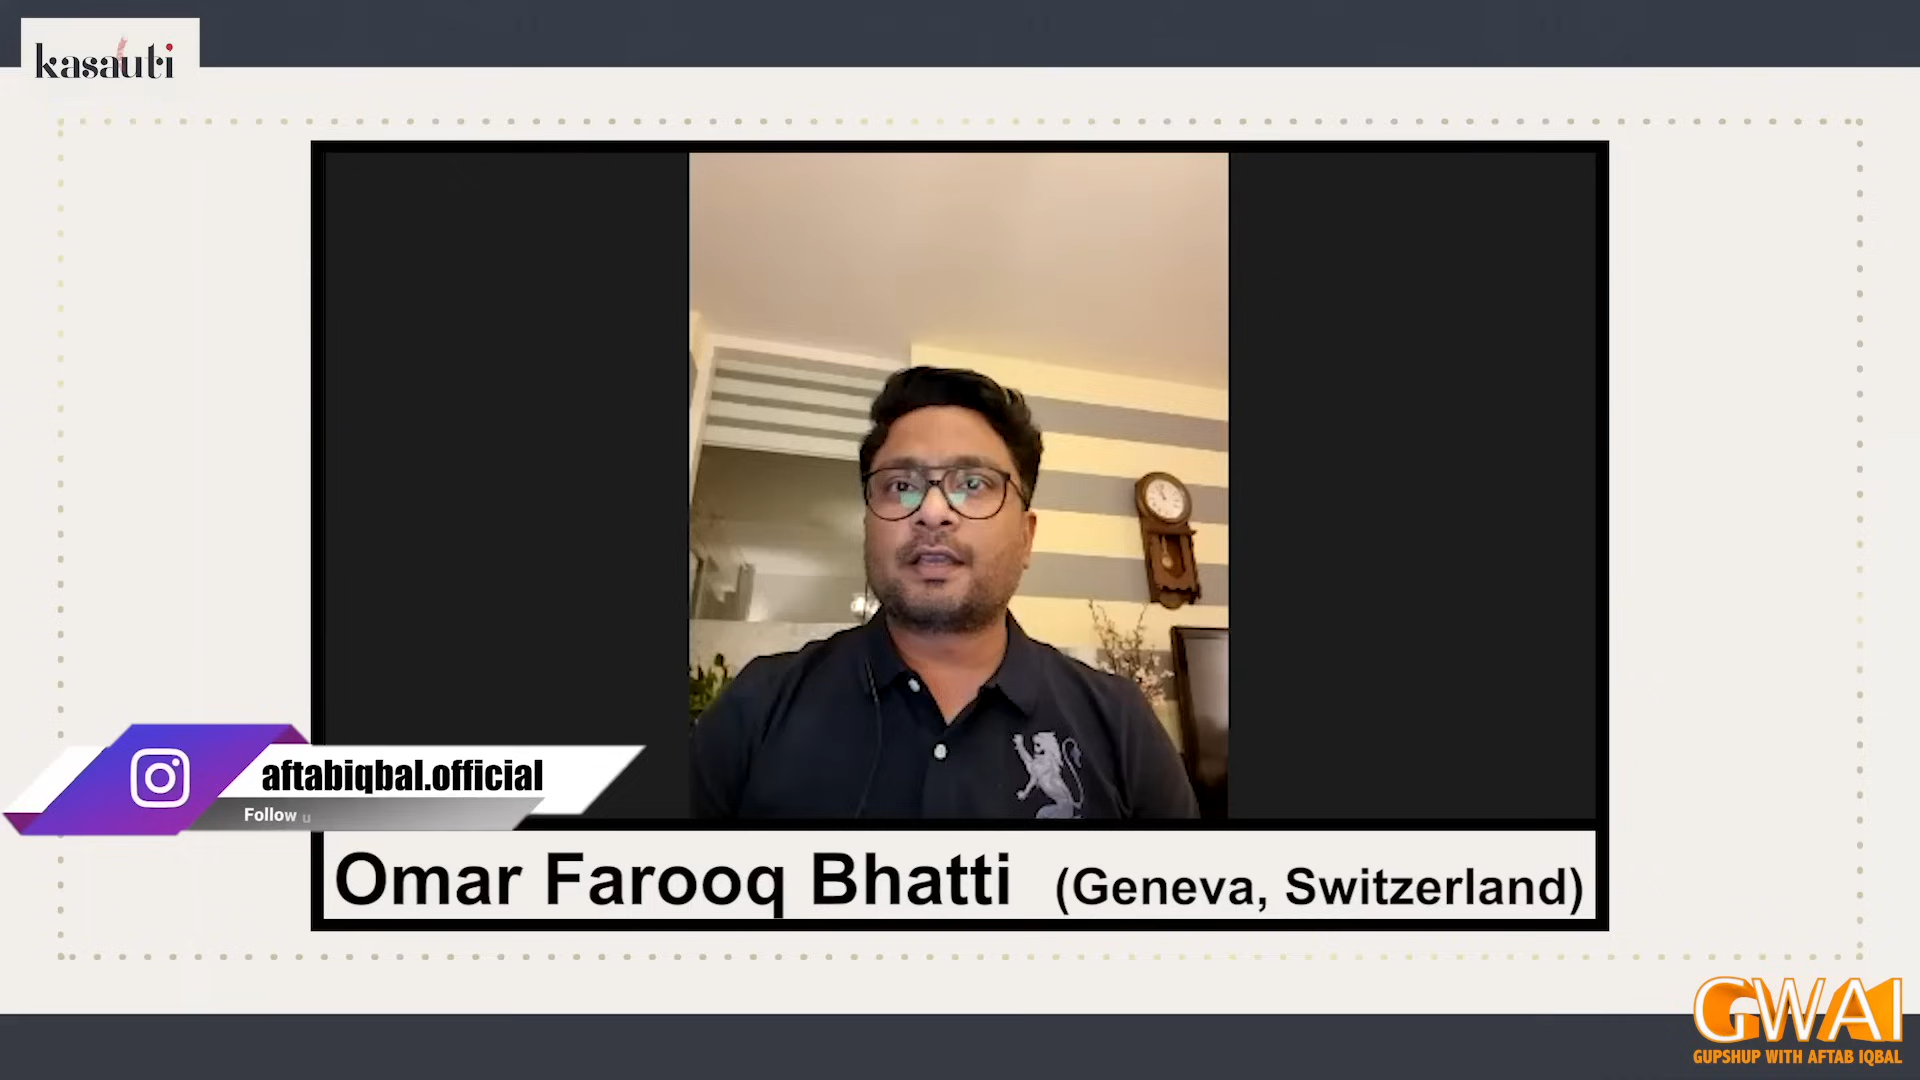 kasauti
aftabiqbal.official
Follow u
Omar Farooq Bhatti (Geneva, Switzerland)
GWAI
GUPSHUP WITH AFTAB IQBAL